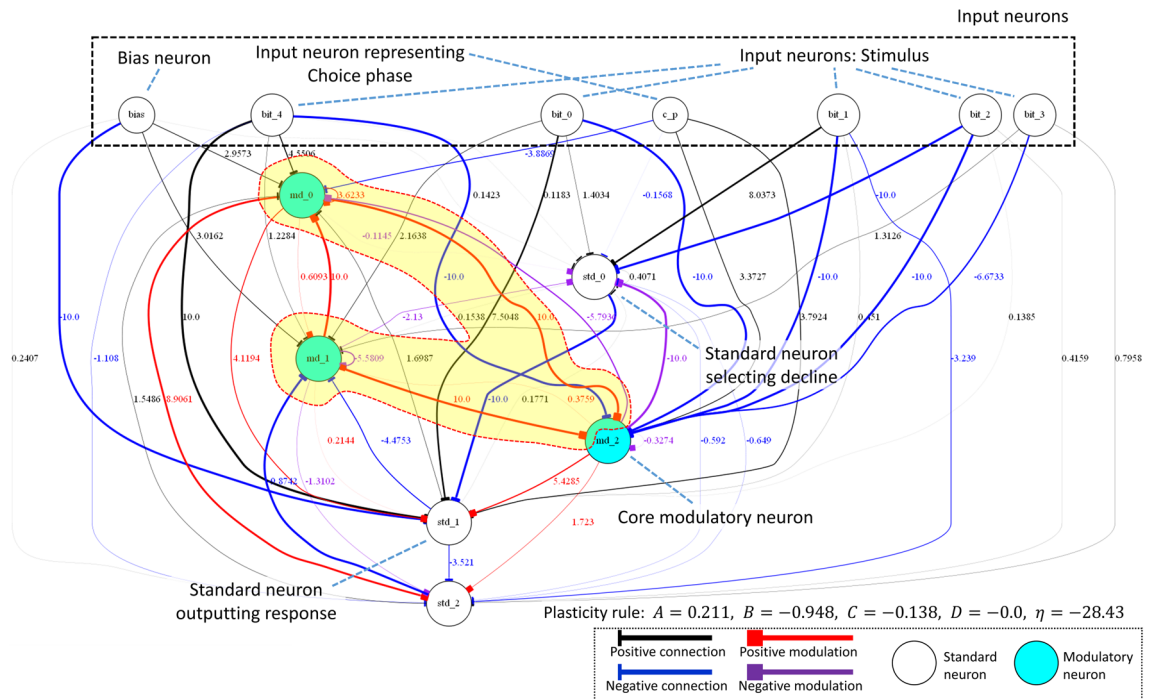 Input neurons
Bias neuron
Input neuron representing
Choice phase
Input neurons: Stimulus
bias
bit_4
bit_0
c_p
bit_1
bit_2
bit_3
2.9573
4.5506
-3.8869
md_0
3.6233
0.1423
0.1183
1.4034
-0.1568
8.0373
-10.0
3.0162
1.2284
-0.1145
2.1638
1.3126
0.6093
10.0
-10.0
std_0
0.4071
-10.0
3.3727
-10.0
-10.0
-6.6733
-10.0
10.0
0.1538
7.5048
10.0
-5.7936
3.7924
0.451
0.1385
-2.13
0.2407
-1.108
4.1194
md_1
-5.5809
1.6987
-10.0
Standard neuron
selecting decline
-3.239
0.4159
0.7958
1.5486
8.9061
10.0
-10.0
0.1771
0.3759
0.2144
-4.4753
md_2
-0.3274
-0.592
-0.649
-1.3102
5.4285
1.723
Core modulatory neuron
std_1
-3.521
Standard neuron
outputting response
std_2
Plasticity rule: A = 0.211, B = −0.948, C = −0.138, D = −0.0, η = −28.43
Positive connection
Positive modulation
Negative connection
Negative modulation
Standard
neuron
Modulatory
neuron